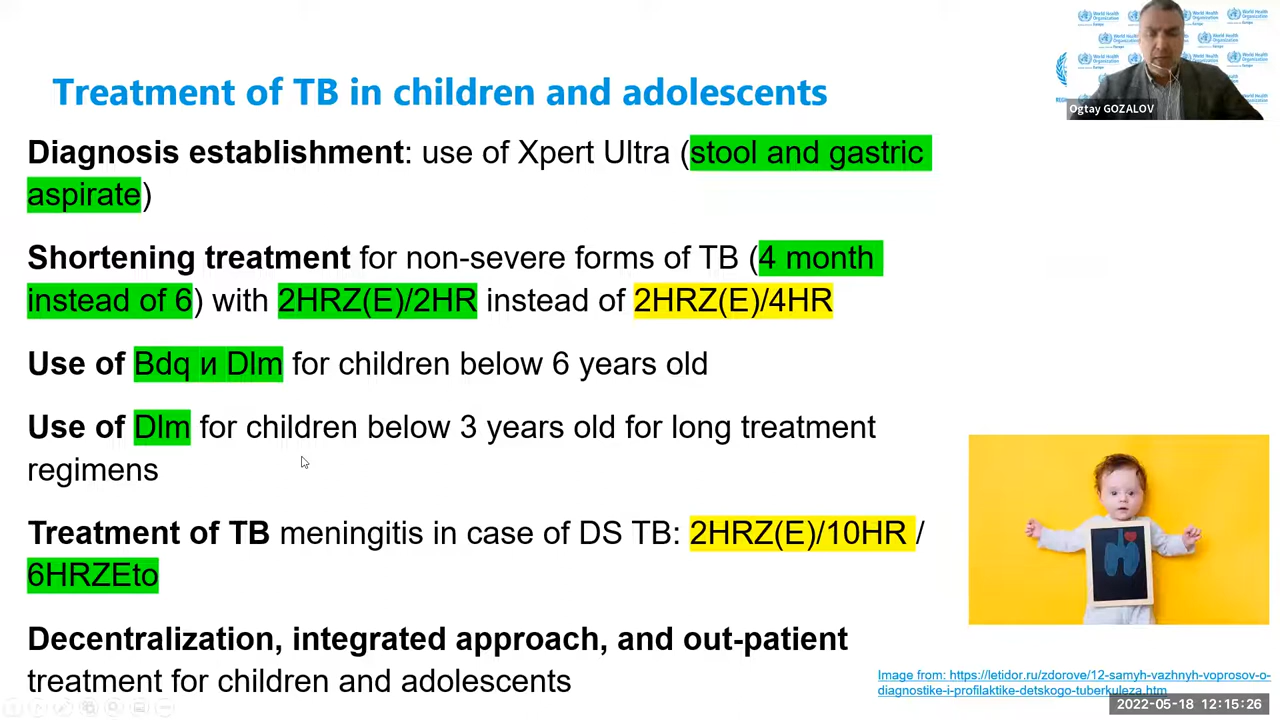 World Health Organization
Europe
Ogtay GOZALOV
Treatment of TB in children and adolescents
Diagnosis establishment: use of Xpert Ultra (stool and gastric
aspirate)
Shortening treatment for non-severe forms of TB (4 month
instead of 6) with 2HRZ(E)/2HR instead of 2HRZ(E)/4HR
Use of Bdq и Dlm for children below 6 years old
Use of Dlm for children below 3 years old for long treatment
regimens
Treatment of TB meningitis in case of DS TB: 2HRZ(E)/10HR /
6HRZEto
Decentralization, integrated approach, and out-patient
treatment for children and adolescents
Image from: https://letidor.ru/zdorove/12-samyh-vazhnyh-voprosov-o-
diagnostike-i-profilaktike-detskogo-tuberkuleza.htm
2022-05-18 12:15:26